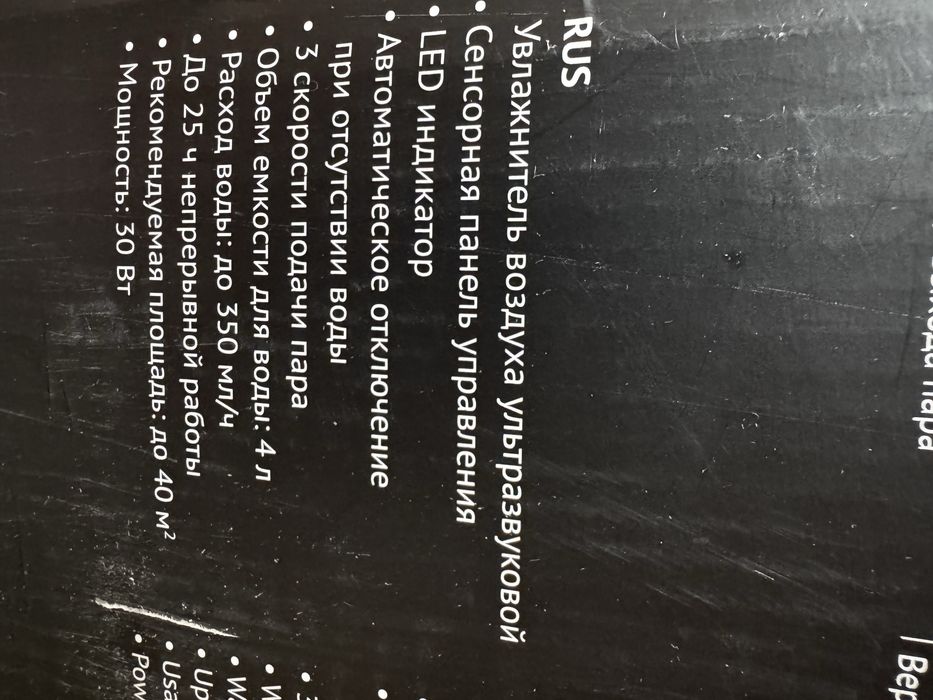 RUS
Увлажнитель воздуха ультразвуковой
• Сенсорная панель управления
• LED индикатор
• Автоматическое отключение
при отсутствии воды
• 3 скорости подачи пара
• Объем емкости для воды: 4 л
• Расход воды: до 350 мл/ч
• До 25 ч непрерывной работы
• Рекомендуемая площадь: до 40 м²
• Мощность: 30 Вт
пара